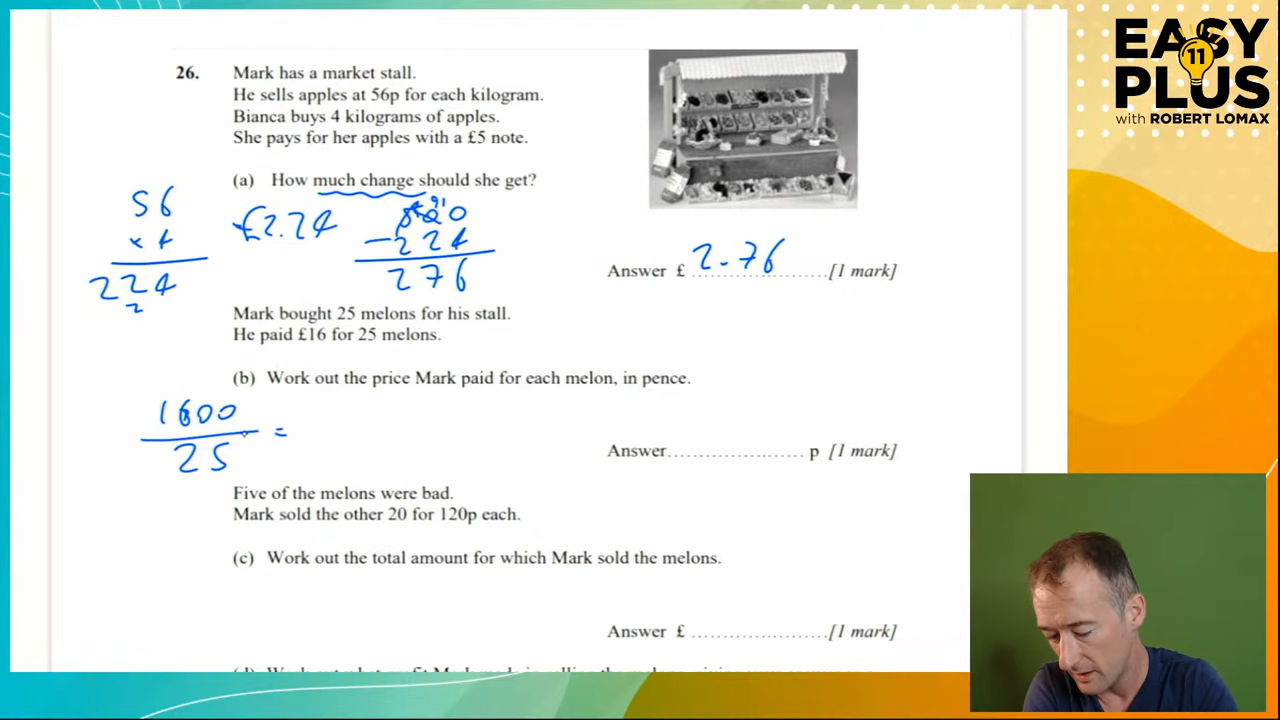 EASY
11
PLUS
with ROBERT LOMAX
26. Mark has a market stall.
He sells apples at 56p for each kilogram.
Bianca buys 4 kilograms of apples.
She pays for her apples with a £5 note.
(a) How much change should she get?
56
× 4
224
2
£2.24
500
- 224
276
Answer £ 2.76 [1 mark]
Mark bought 25 melons for his stall.
He paid £16 for 25 melons.
(b) Work out the price Mark paid for each melon, in pence.
1600
25 =
Answer.................... p [1 mark]
Five of the melons were bad.
Mark sold the other 20 for 120p each.
(c) Work out the total amount for which Mark sold the melons.
Answer £ ....................[1 mark]